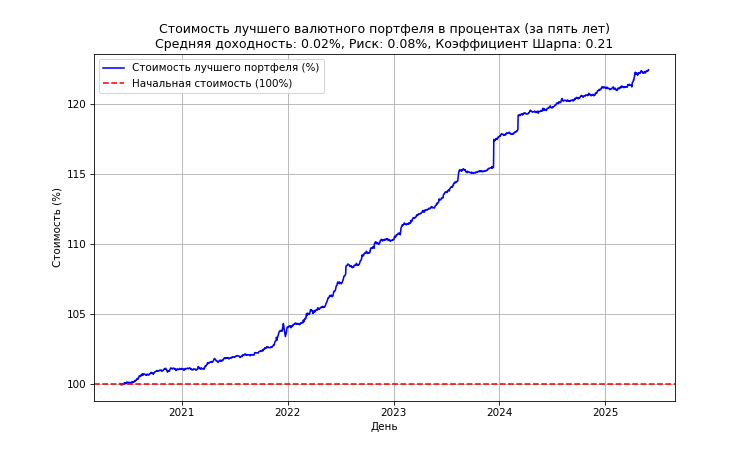 Стоимость лучшего валютного портфеля в процентах (за пять лет)
Средняя доходность: 0.02%, Риск: 0.08%, Коэффициент Шарпа: 0.21
Стоимость лучшего портфеля (%)
Начальная стоимость (100%)
Стоимость (%)
120
115
110
105
100
2021 2022 2023 2024 2025
День